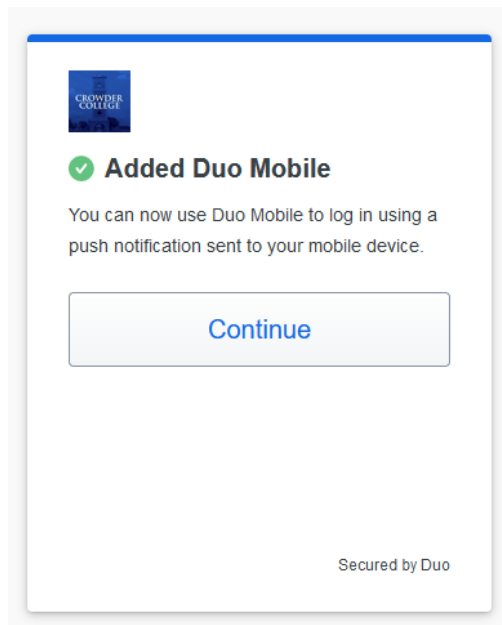 CROWDER
COLLEGE
Added Duo Mobile
You can now use Duo Mobile to log in using a
push notification sent to your mobile device.
Continue
Secured by Duo